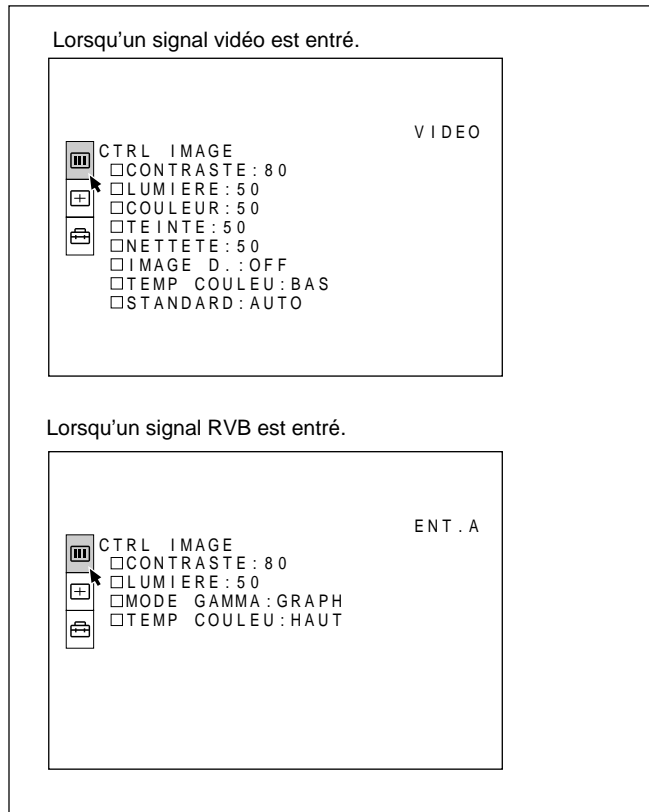 Lorsqu'un signal vidéo est entré.
VIDEO
CTRL IMAGE
□CONTRASTE:80
□LUMIERE:50
□COULEUR:50
□TEINTE:50
□NETTETE:50
□IMAGE D.:OFF
□TEMP COULEU:BAS
□STANDARD:AUTO
Lorsqu'un signal RVB est entré.
ENT.A
CTRL IMAGE
□CONTRASTE:80
□LUMIERE:50
□MODE GAMMA:GRAPH
□TEMP COULEU:HAUT